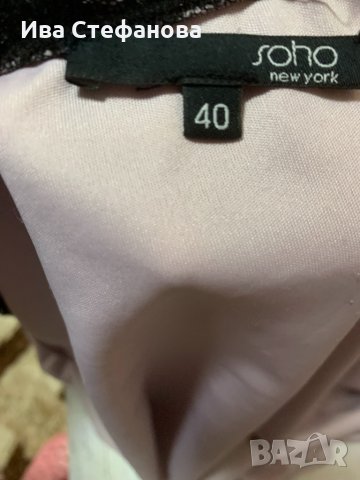 Ива Стефанова
soho
new york
40
BAZAR